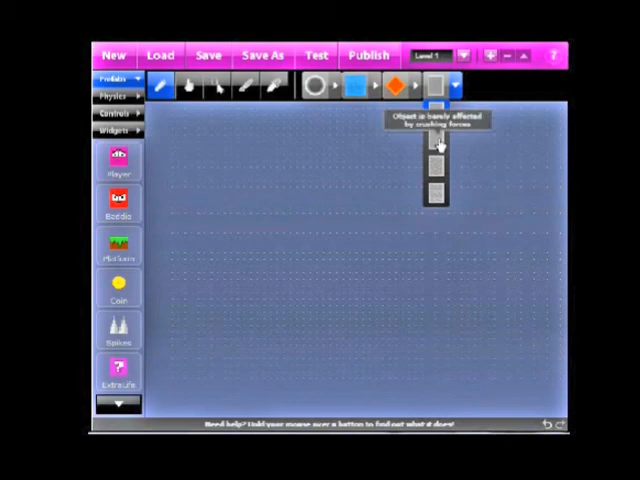 New Load Save Save As Test Publish Level 1 ?
Prefabs
Physics
Controls
Widgets
Object is barely effected
by crushing forces
Player
Baddie
Platform
Coin
Spikes
ExtraLife
Need help? Hold your mouse over a button to find out what it does!